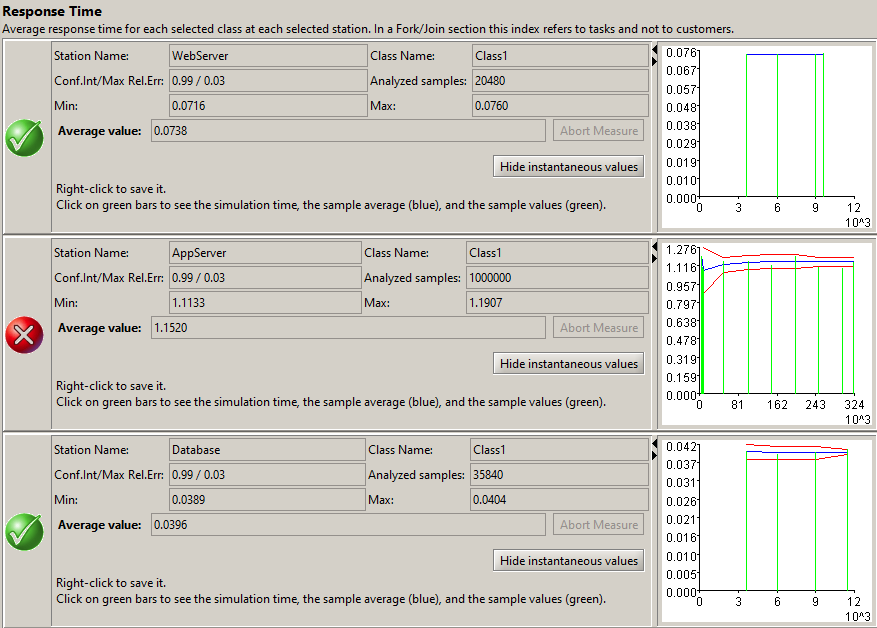 Response Time
Average response time for each selected class at each selected station. In a Fork/Join section this index refers to tasks and not to customers.
Station Name: WebServer Class Name: Class1
Conf.Int/Max Rel.Err: 0.99 / 0.03 Analyzed samples: 20480
Min: 0.0716 Max: 0.0760
Average value: 0.0738 Abort Measure
Hide instantaneous values
Right-click to save it.
Click on green bars to see the simulation time, the sample average (blue), and the sample values (green).
0.076
0.067
0.057
0.048
0.038
0.029
0.019
0.010
0.000
0 3 6 9 12
10^3
Station Name: AppServer Class Name: Class1
Conf.Int/Max Rel.Err: 0.99 / 0.03 Analyzed samples: 1000000
Min: 1.1133 Max: 1.1907
Average value: 1.1520 Abort Measure
Hide instantaneous values
Right-click to save it.
Click on green bars to see the simulation time, the sample average (blue), and the sample values (green).
1.276
1.116
0.957
0.797
0.638
0.478
0.319
0.159
0.000
0 81 162 243 324
10^3
Station Name: Database Class Name: Class1
Conf.Int/Max Rel.Err: 0.99 / 0.03 Analyzed samples: 35840
Min: 0.0389 Max: 0.0404
Average value: 0.0396 Abort Measure
Hide instantaneous values
Right-click to save it.
Click on green bars to see the simulation time, the sample average (blue), and the sample values (green).
0.042
0.037
0.031
0.026
0.021
0.016
0.010
0.005
0.000
0 3 6 9 12
10^3